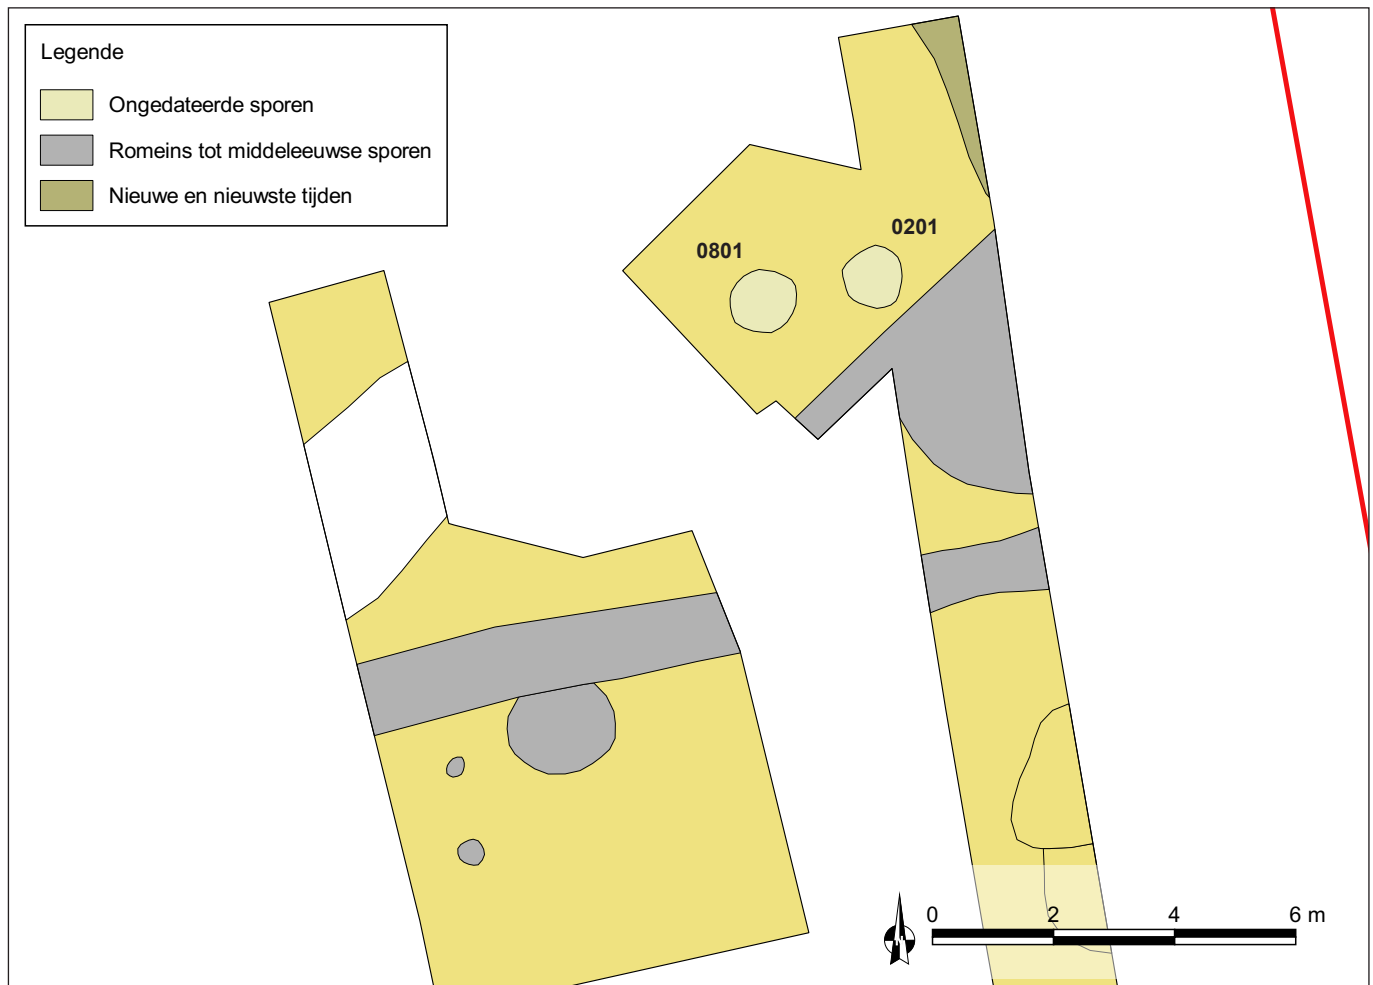 Legende
Ongedateerde sporen
Romeins tot middeleeuwse sporen
Nieuwe en nieuwste tijden
0201
0801
0 2 4 6 m